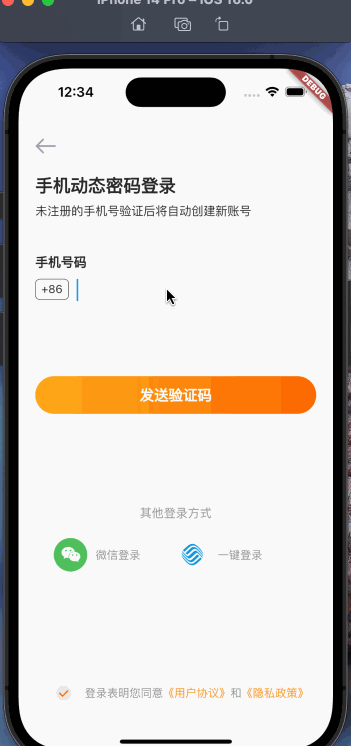 iPhone 14 Pro – iOS 16.0
12:34
DEBUG
手机动态密码登录
未注册的手机号验证后将自动创建新账号
手机号码
+86
发送验证码
其他登录方式
微信登录 一键登录
登录表明您同意《用户协议》和《隐私政策》